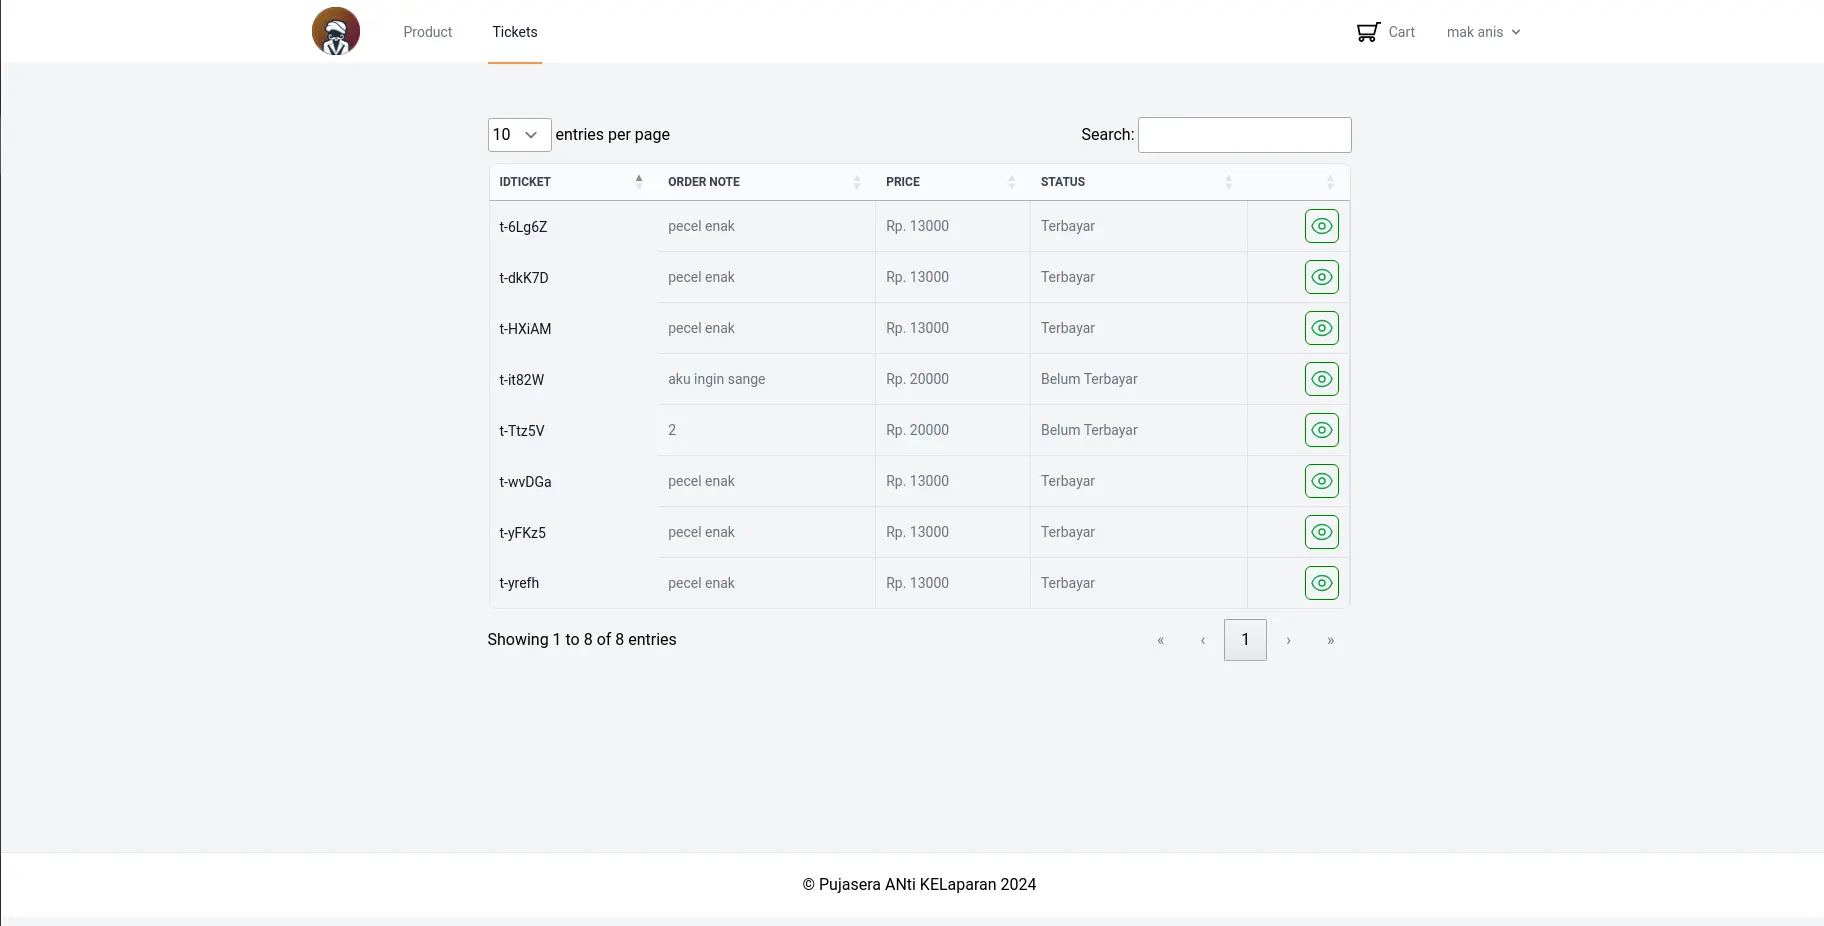 Product Tickets Cart mak anis
10 entries per page Search:
IDTICKET ORDER NOTE PRICE STATUS
t-6Lg6Z pecel enak Rp. 13000 Terbayar
t-dkK7D pecel enak Rp. 13000 Terbayar
t-HXiAM pecel enak Rp. 13000 Terbayar
t-it82W aku ingin sange Rp. 20000 Belum Terbayar
t-Ttz5V 2 Rp. 20000 Belum Terbayar
t-wvDGa pecel enak Rp. 13000 Terbayar
t-yFKz5 pecel enak Rp. 13000 Terbayar
t-yrefh pecel enak Rp. 13000 Terbayar
Showing 1 to 8 of 8 entries « ‹ 1 › »
© Pujasera ANti KELaparan 2024